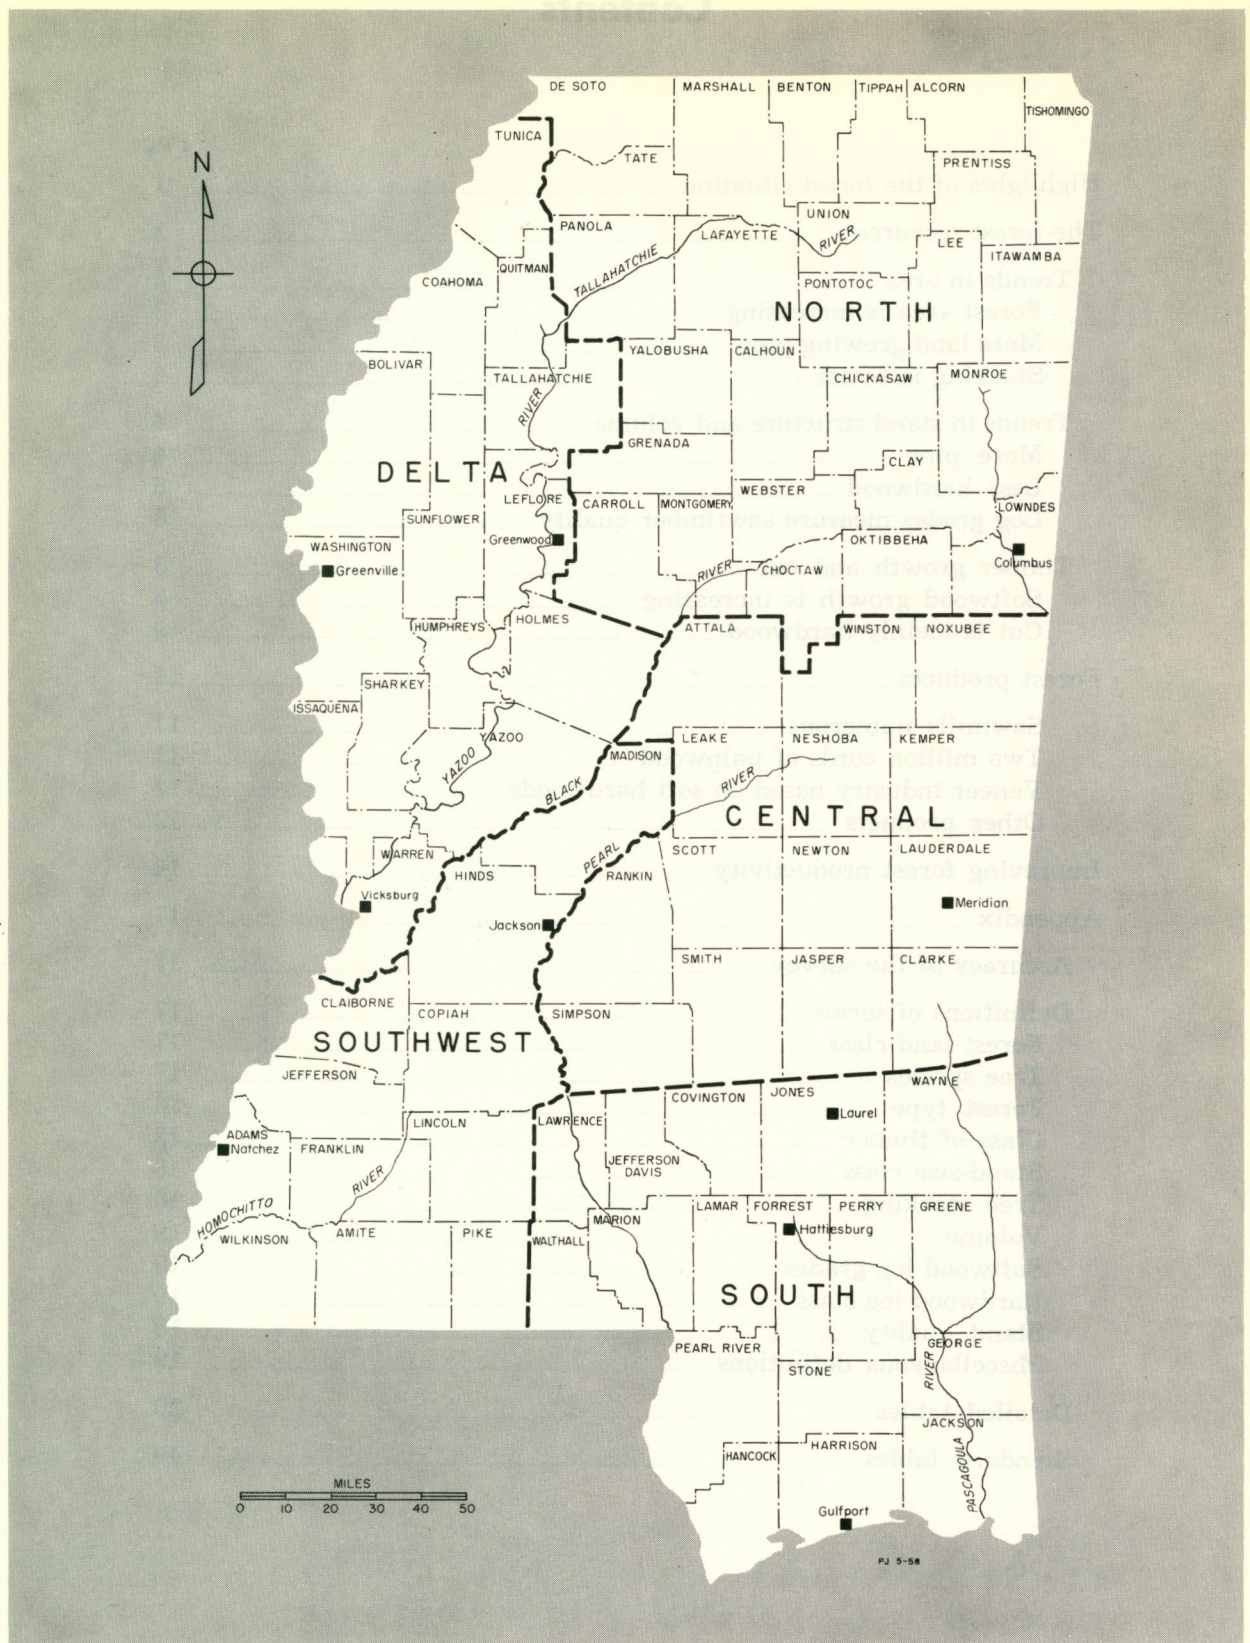 DE SOTO
MARSHALL
BENTON
TIPPAH
ALCORN
TISHOMINGO
TUNICA
TATE
PRENTISS
N
PANOLA
UNION
LAFAYETTE
RIVER
LEE
ITAWAMBA
TALLAHATCHIE
QUITMAN
COAHOMA
PONTOTOC
NORTH
YALOBUSHA
CALHOUN
BOLIVAR
TALLAHATCHIE
CHICKASAW
MONROE
RIVER
GRENADA
CLAY
DELTA
WEBSTER
LEFLORE
CARROLL
MONTGOMERY
LOWNDES
SUNFLOWER
Greenwood
OKTIBBEHA
WASHINGTON
Columbus
Greenville
RIVER
CHOCTAW
HOLMES
HUMPHREYS
ATTALA
WINSTON
NOXUBEE
SHARKEY
ISSAQUENA
YAZOO
LEAKE
NESHOBA
KEMPER
MADISON
YAZOO
RIVER
BLACK
CENTRAL
SCOTT
NEWTON
LAUDERDALE
WARREN
PEARL
HINDS
RANKIN
Vicksburg
Meridian
Jackson
SMITH
JASPER
CLARKE
CLAIBORNE
COPIAH
SIMPSON
SOUTHWEST
JEFFERSON
WAYNE
COVINGTON
JONES
Laurel
LINCOLN
LAWRENCE
ADAMS
Natchez
FRANKLIN
JEFFERSON
DAVIS
RIVER
HOMOCHITTO
LAMAR
FORREST
PERRY
GREENE
MARION
Hattiesburg
WILKINSON
AMITE
PIKE
WALTHALL
SOUTH
PEARL RIVER
GEORGE
STONE
RIVER
JACKSON
HARRISON
HANCOCK
PASCAGOULA
MILES
0 10 20 30 40 50
Gulfport
PJ 5-58